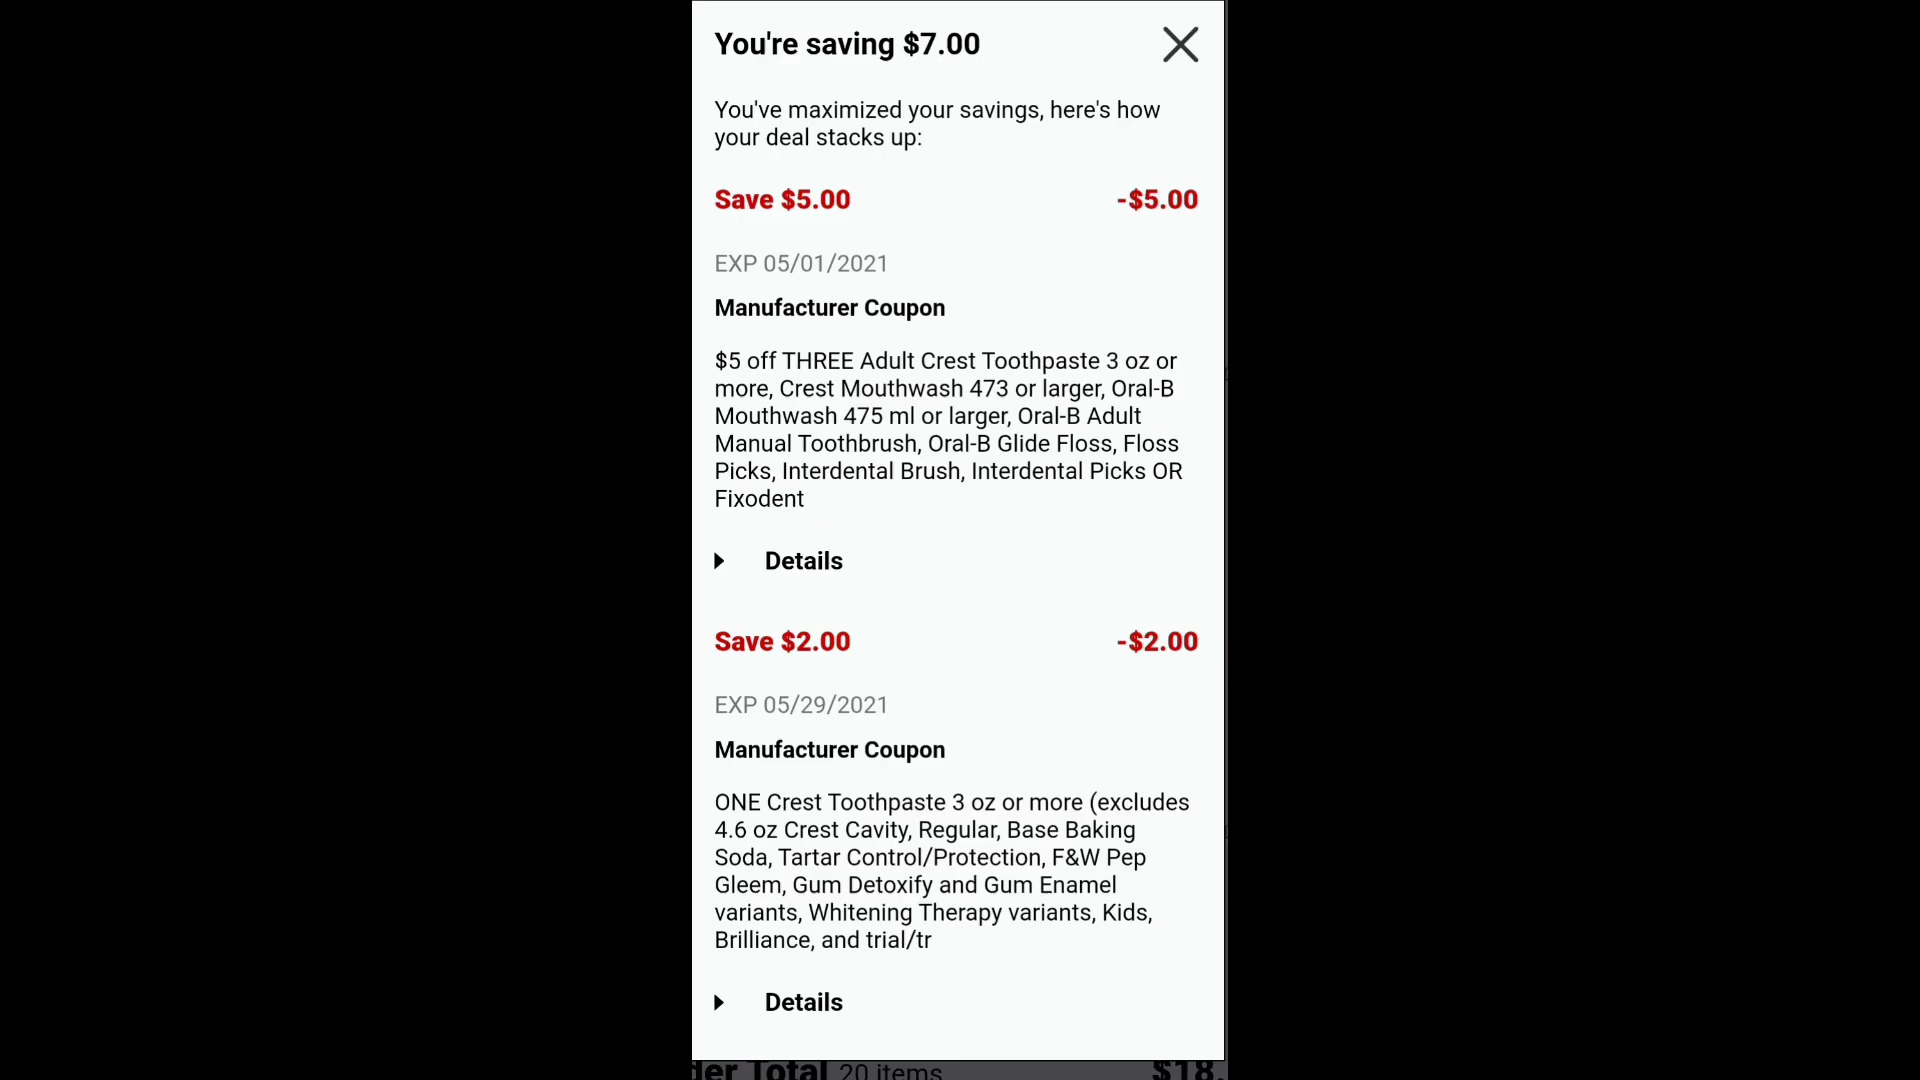 You're saving $7.00
You've maximized your savings, here's how
your deal stacks up:
Save $5.00 -$5.00
EXP 05/01/2021
Manufacturer Coupon
$5 off THREE Adult Crest Toothpaste 3 oz or
more, Crest Mouthwash 473 or larger, Oral-B
Mouthwash 475 ml or larger, Oral-B Adult
Manual Toothbrush, Oral-B Glide Floss, Floss
Picks, Interdental Brush, Interdental Picks OR
Fixodent
Details
Save $2.00 -$2.00
EXP 05/29/2021
Manufacturer Coupon
ONE Crest Toothpaste 3 oz or more (excludes
4.6 oz Crest Cavity, Regular, Base Baking
Soda, Tartar Control/Protection, F&W Pep
Gleem, Gum Detoxify and Gum Enamel
variants, Whitening Therapy variants, Kids,
Brilliance, and trial/tr
Details
Total 20 items $18.